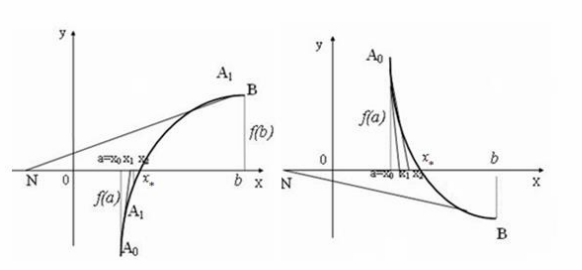 y
A₁
B
f(b)
a=x₀ x₁ x₂
N
0
x*
b
x
f(a)
A₁
A₀
y
A₀
f(a)
0
x*
b
N
a=x₀ x₁ x₂
x
B